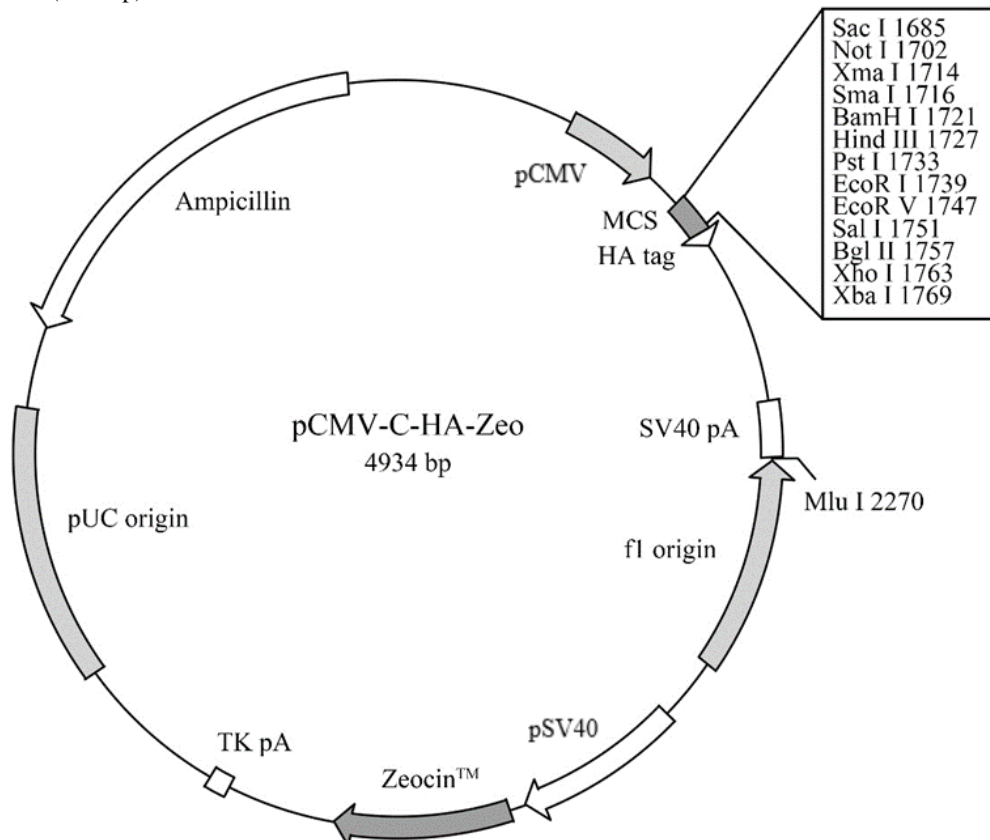 Sac I 1685
Not I 1702
Xma I 1714
Sma I 1716
BamH I 1721
Hind III 1727
Pst I 1733
EcoR I 1739
EcoR V 1747
Sal I 1751
Bgl II 1757
Xho I 1763
Xba I 1769
pCMV
Ampicillin
MCS
HA tag
pCMV-C-HA-Zeo
4934 bp
SV40 pA
Mlu I 2270
pUC origin
f1 origin
pSV40
TK pA
Zeocin™